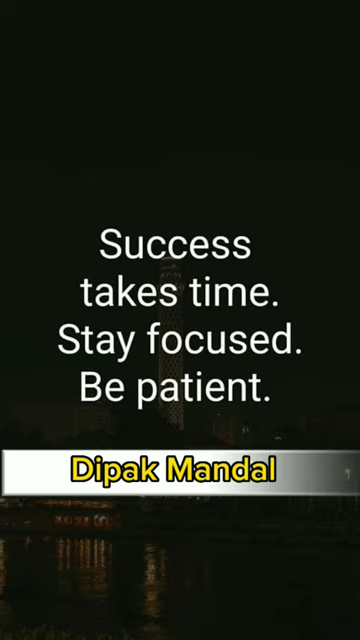 Success
takes time.
Stay focused.
Be patient.
Dipak Mandal